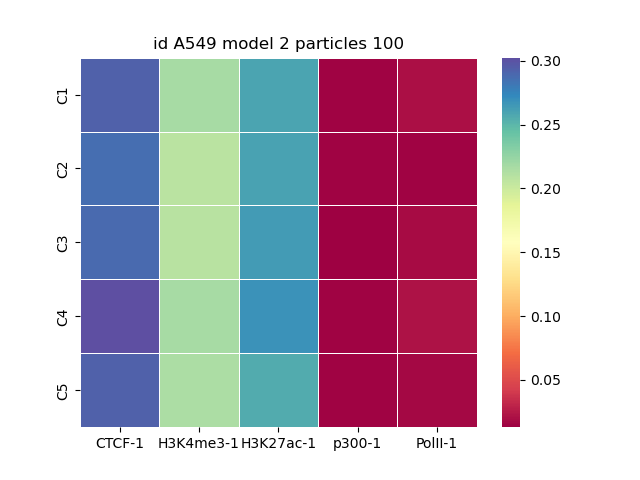 id A549 model 2 particles 100
C1
C2
C3
C4
C5
CTCF-1 H3K4me3-1 H3K27ac-1 p300-1 PolII-1
0.30
0.25
0.20
0.15
0.10
0.05